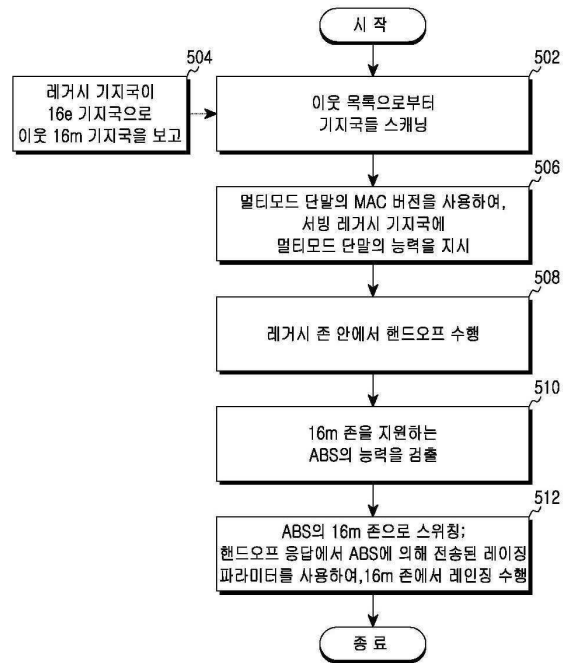 시 작
504
레거시 기지국이
16e 기지국으로
이웃 16m 기지국을 보고
502
이웃 목록으로부터
기지국들 스캐닝
506
멀티모드 단말의 MAC 버전을 사용하여,
서빙 레거시 기지국에
멀티모드 단말의 능력을 지시
508
레거시 존 안에서 핸드오프 수행
510
16m 존을 지원하는
ABS의 능력을 검출
512
ABS의 16m 존으로 스위칭;
핸드오프 응답에서 ABS에 의해 전송된 레이징
파라미터를 사용하여,16m 존에서 레인징 수행
종 료